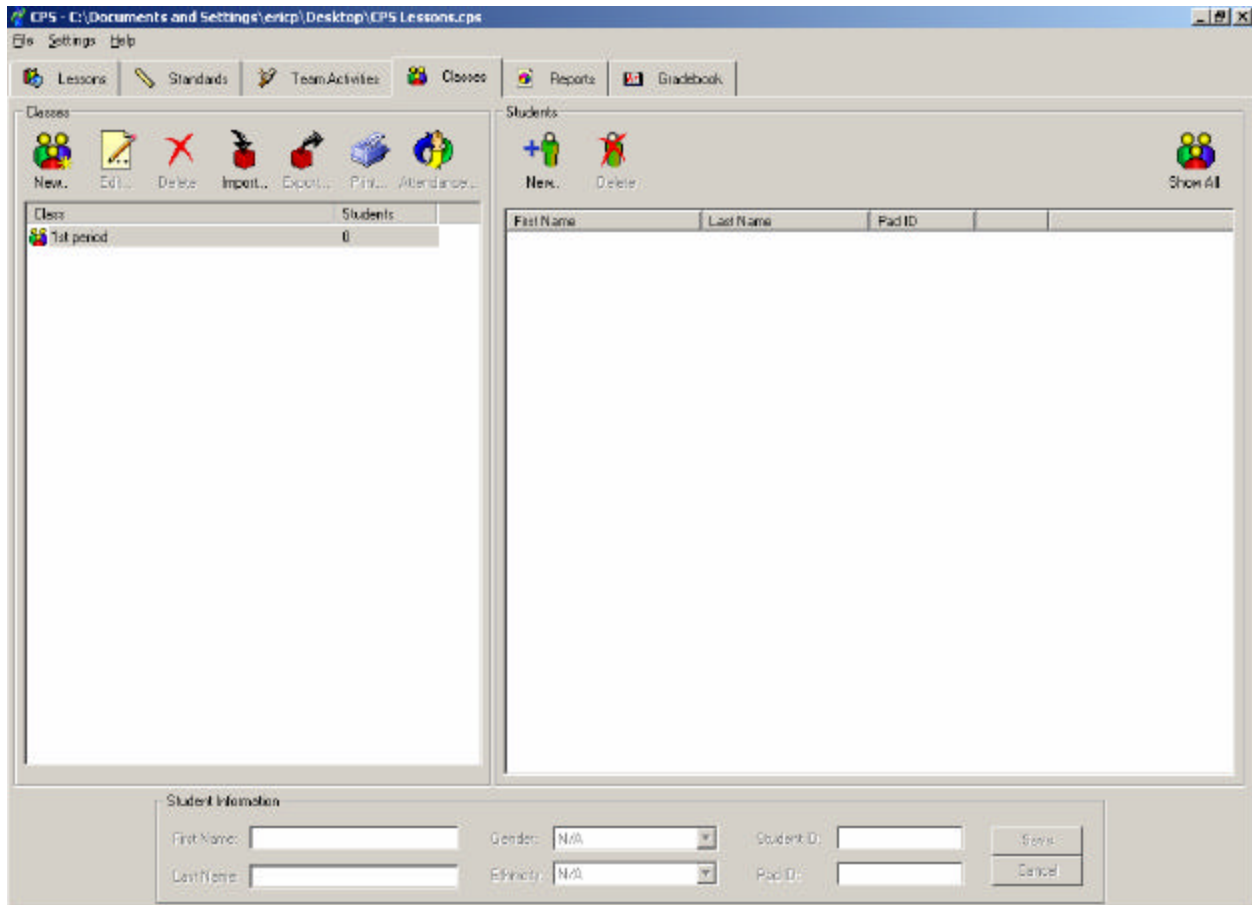 CPS - C:\Documents and Settings\ericp\Desktop\CPS Lessons.cps
File Settings Help
Lessons Standards Team Activities Classes Reports Gradebook
Classes Students
New.. Edit... Delete Import... Export... Print... Attendance... New.. Delete Show All
Class Students First Name Last Name Pad ID
1st period 0
Student Information
First Name: Gender: N/A Student ID: Save
Last Name: Ethnicity: N/A Pad ID: Cancel